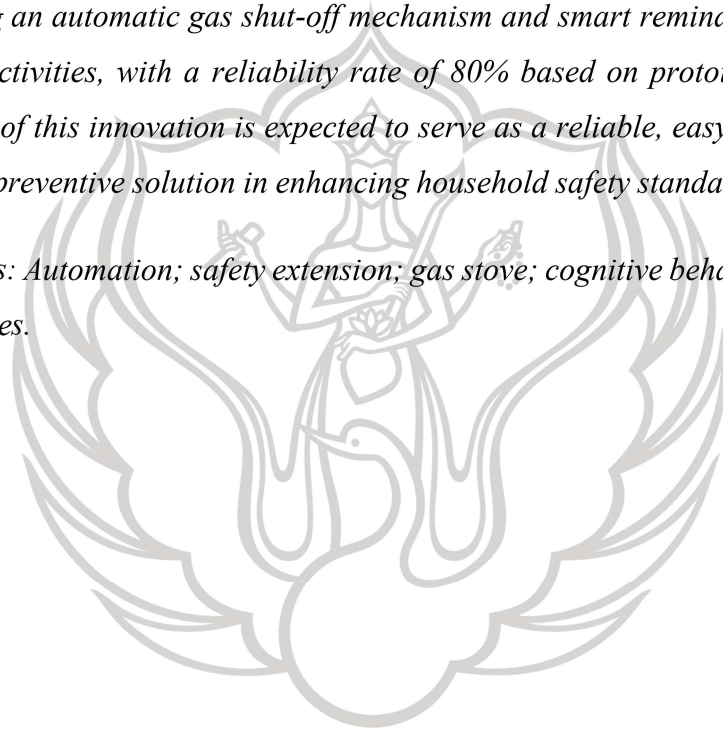 g an automatic gas shut-off mechanism and smart remind
ctivities, with a reliability rate of 80% based on proto
of this innovation is expected to serve as a reliable, easy
preventive solution in enhancing household safety standa
s: Automation; safety extension; gas stove; cognitive beha
es.